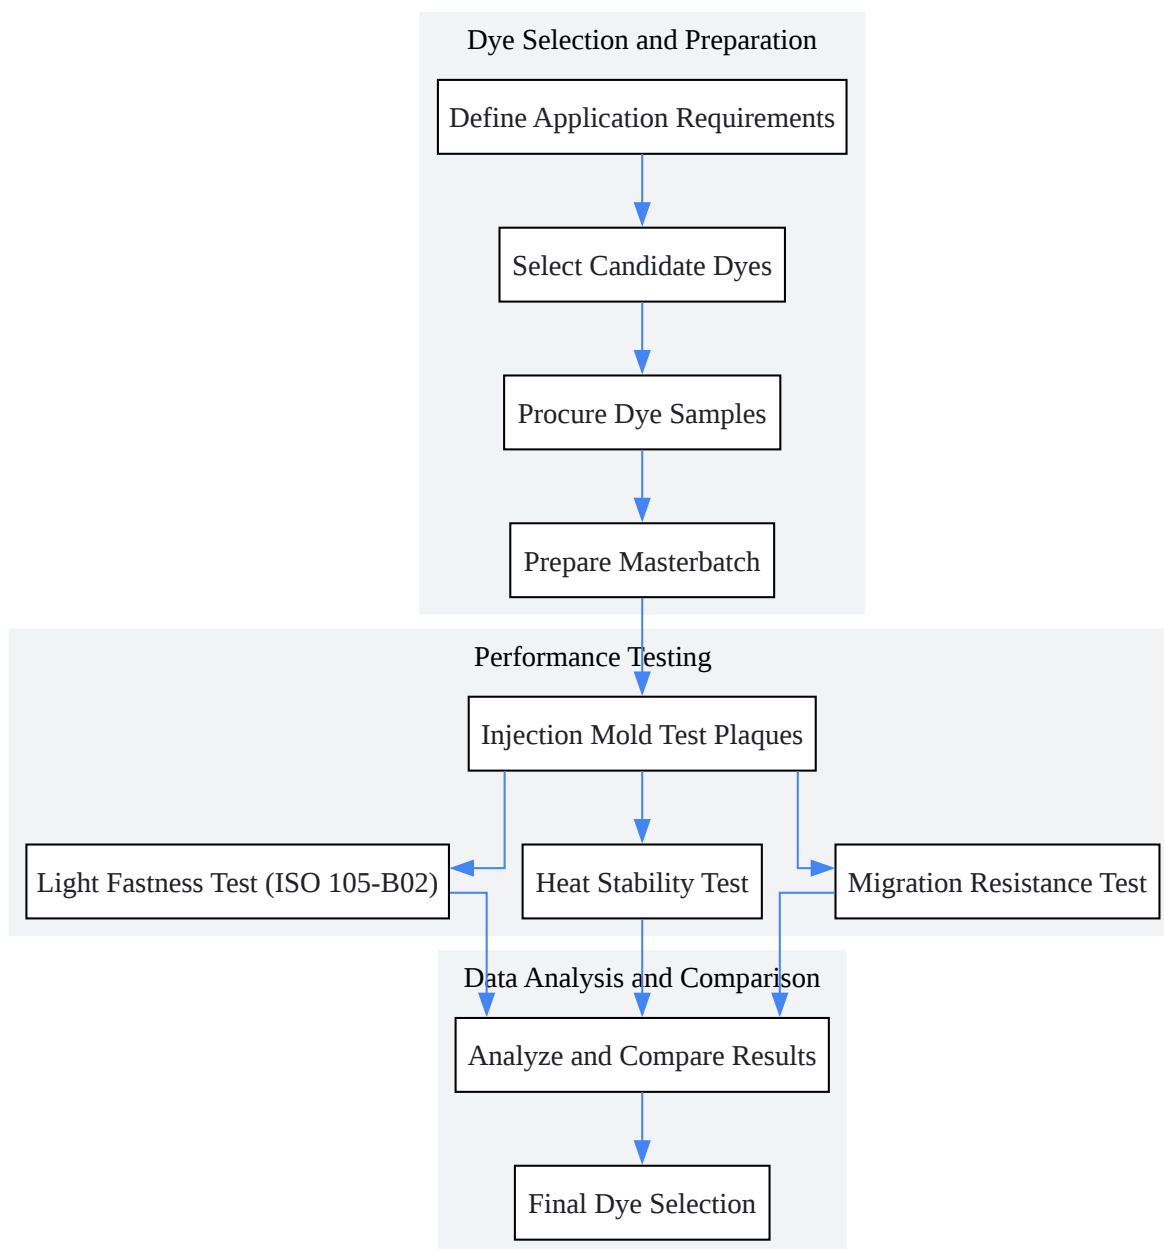 Dye Selection and Preparation
Define Application Requirements
Select Candidate Dyes
Procure Dye Samples
Prepare Masterbatch
Performance Testing
Injection Mold Test Plaques
Light Fastness Test (ISO 105-B02)
Heat Stability Test
Migration Resistance Test
Data Analysis and Comparison
Analyze and Compare Results
Final Dye Selection